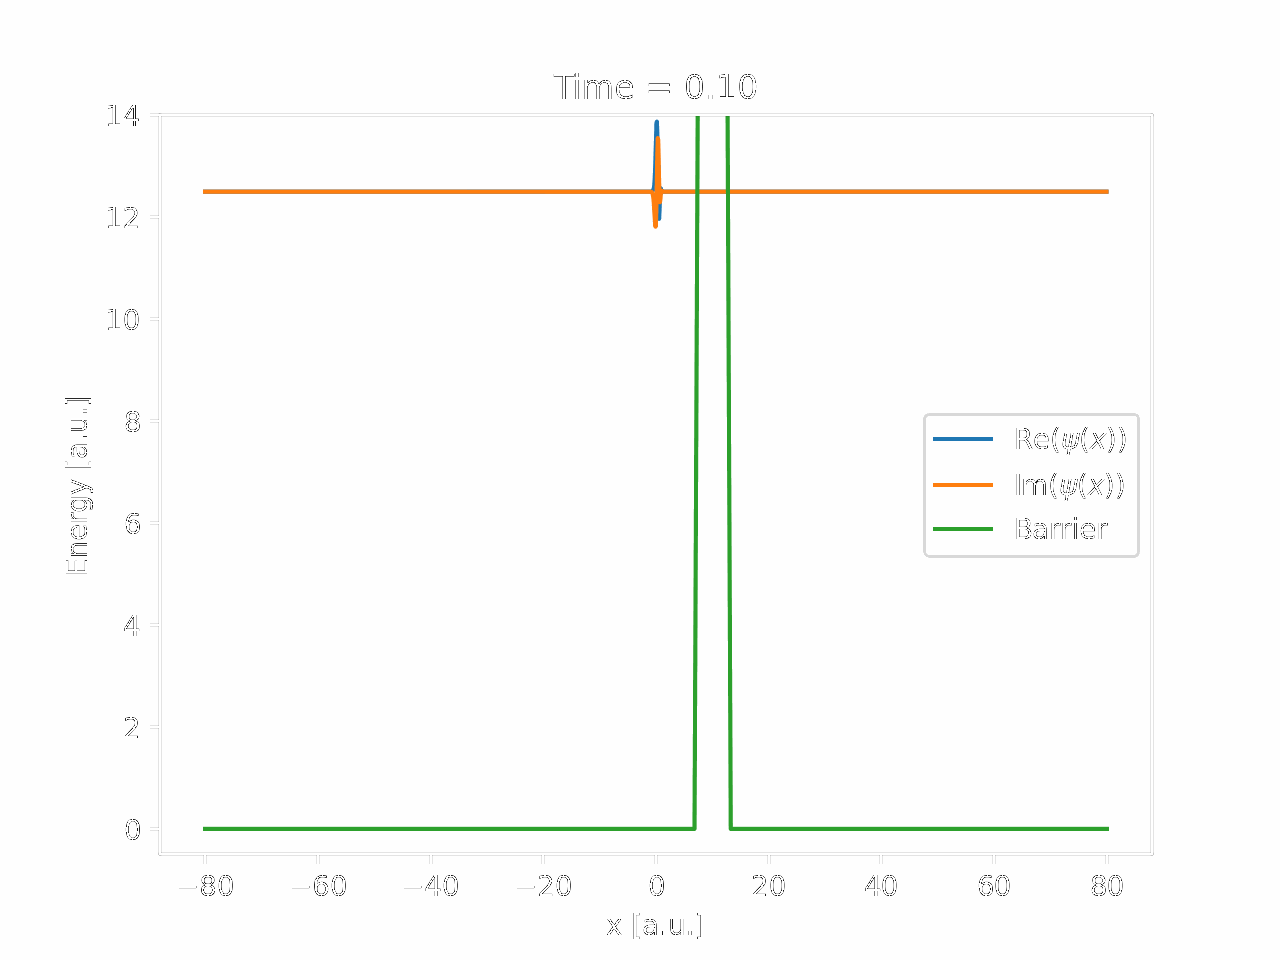 Time = 0.10
14
12
10
8
6
4
2
0
Energy [a.u.]
Re(ψ(x))
Im(ψ(x))
Barrier
−80 −60 −40 −20 0 20 40 60 80
x [a.u.]